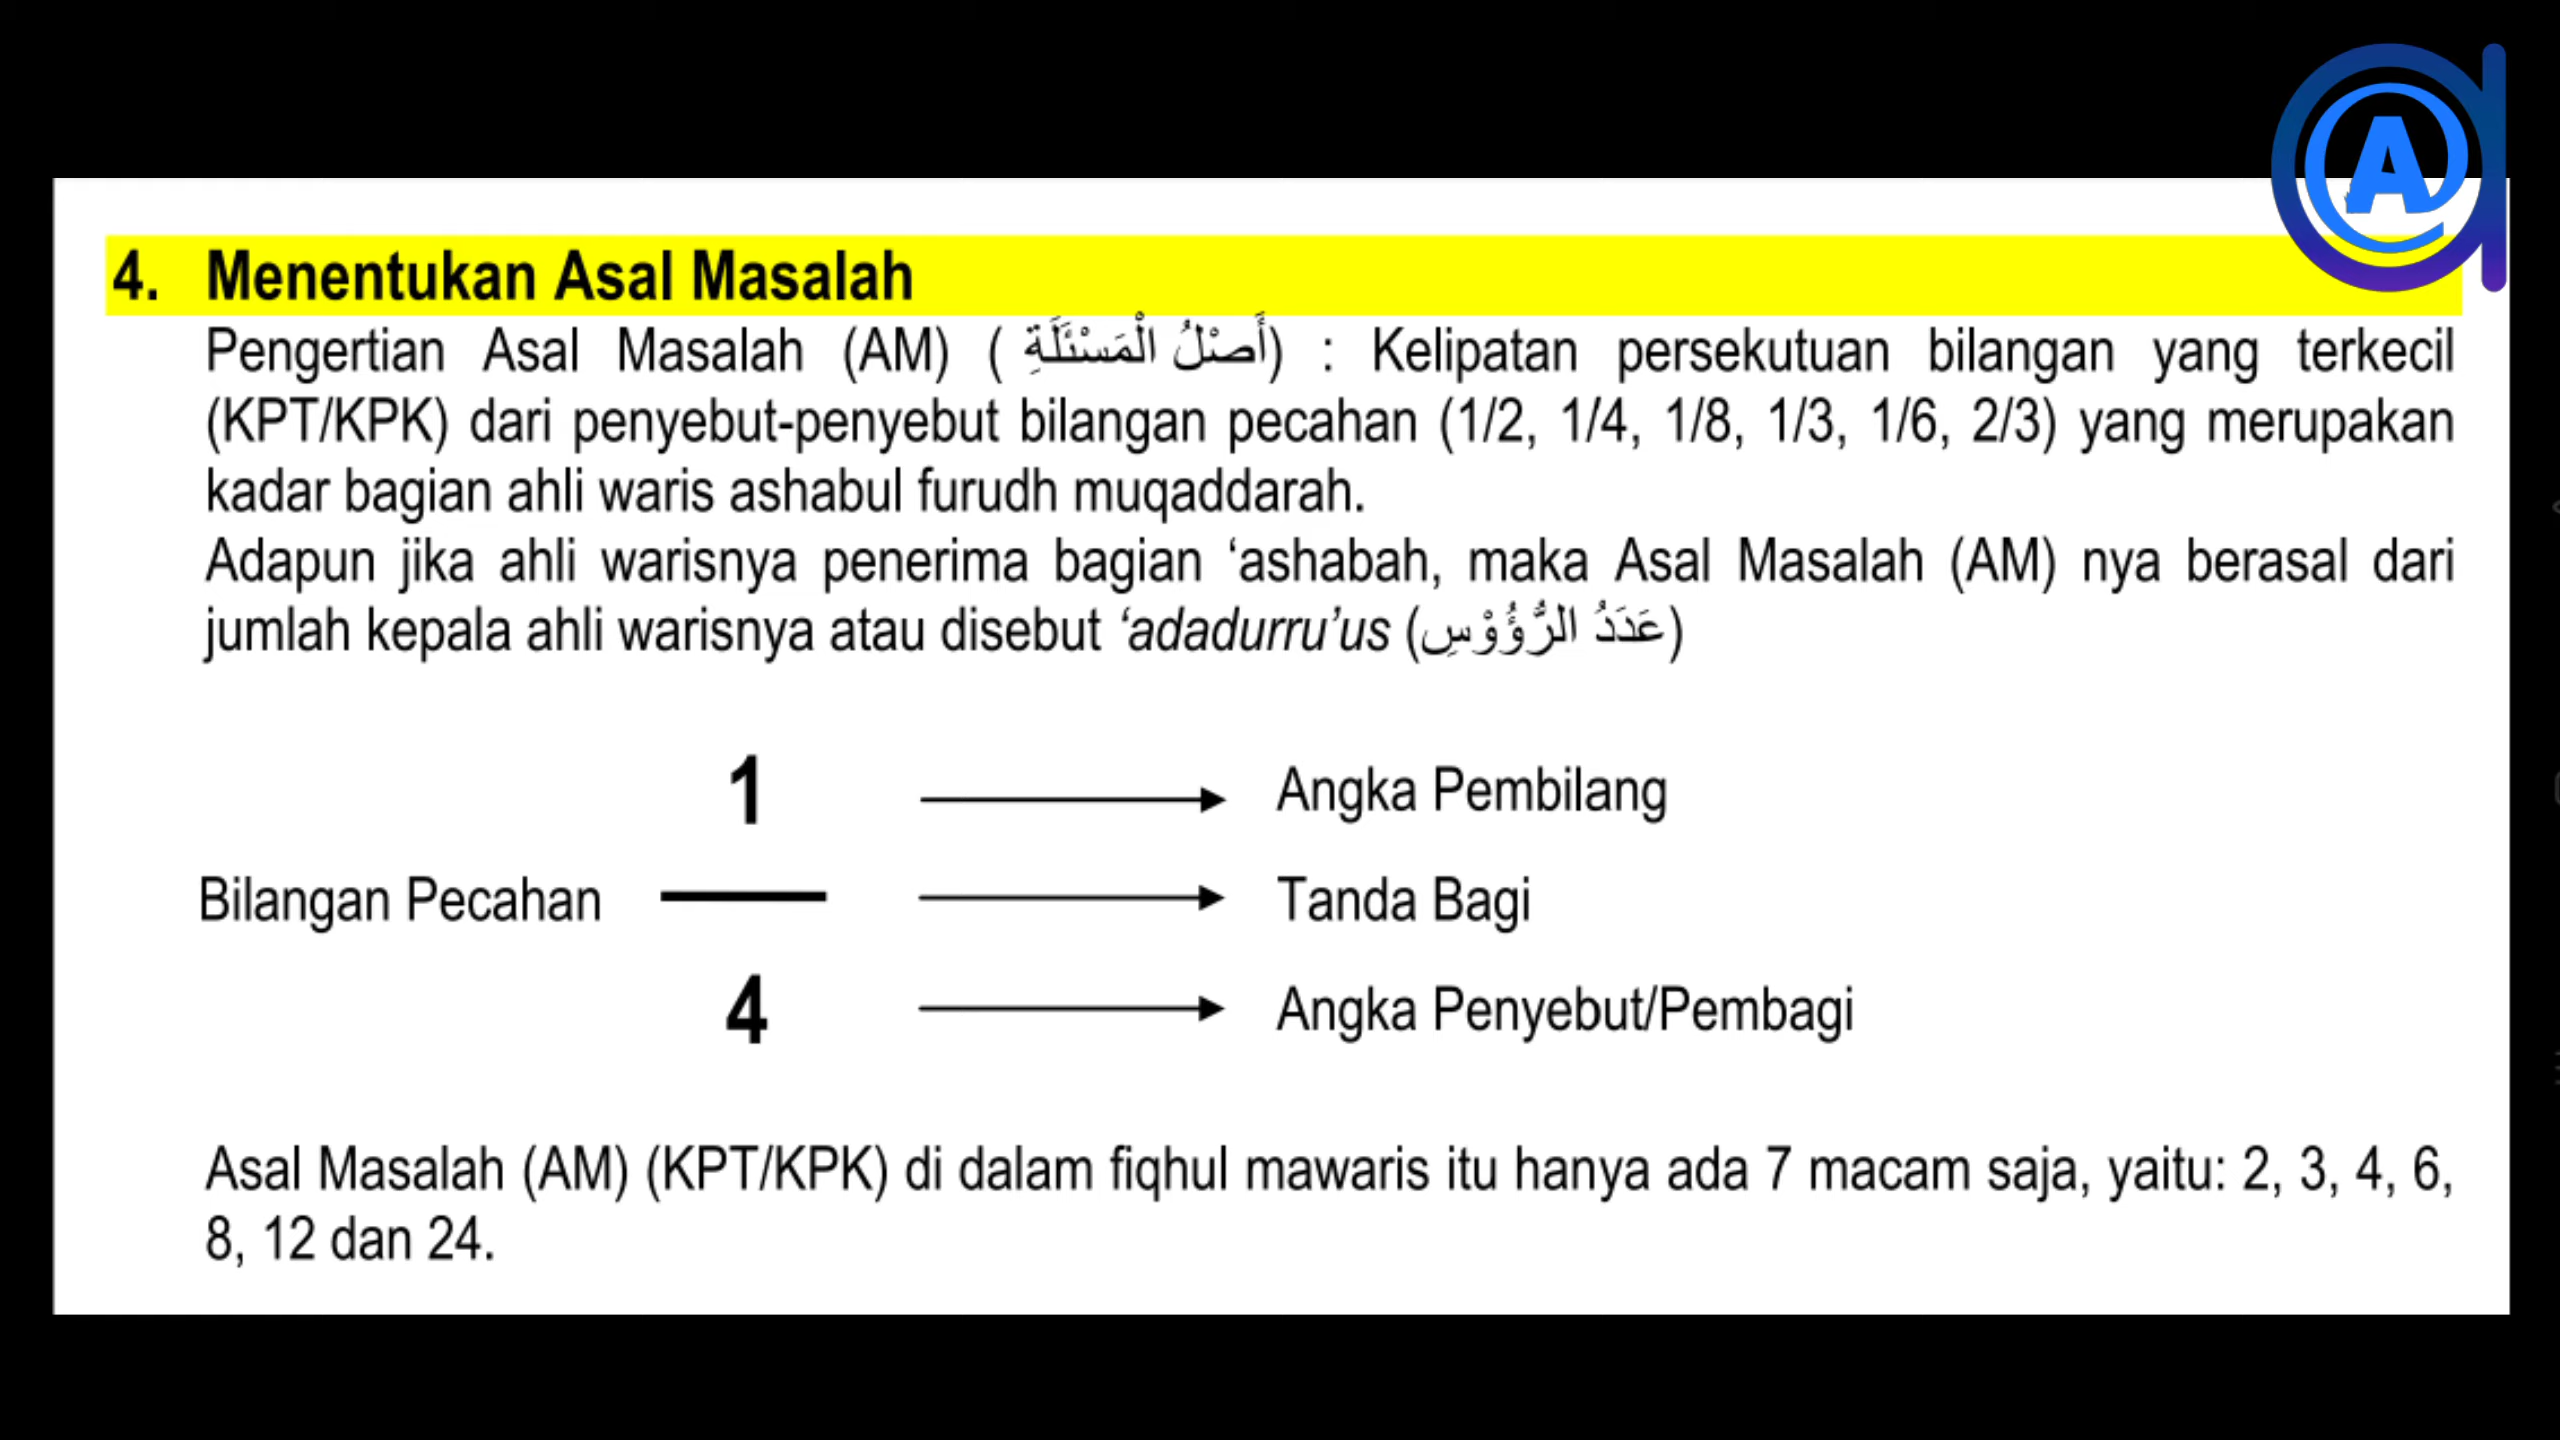 A
4. Menentukan Asal Masalah
Pengertian Asal Masalah (AM) ( أَصْلُ الْمَسْئَلَةِ) : Kelipatan persekutuan bilangan yang terkecil
(KPT/KPK) dari penyebut-penyebut bilangan pecahan (1/2, 1/4, 1/8, 1/3, 1/6, 2/3) yang merupakan
kadar bagian ahli waris ashabul furudh muqaddarah.
Adapun jika ahli warisnya penerima bagian ‘ashabah, maka Asal Masalah (AM) nya berasal dari
jumlah kepala ahli warisnya atau disebut ‘adadurru’us (عَدَدُ الرُّؤُوْسِ)
1 Angka Pembilang
Bilangan Pecahan Tanda Bagi
4 Angka Penyebut/Pembagi
Asal Masalah (AM) (KPT/KPK) di dalam fiqhul mawaris itu hanya ada 7 macam saja, yaitu: 2, 3, 4, 6,
8, 12 dan 24.